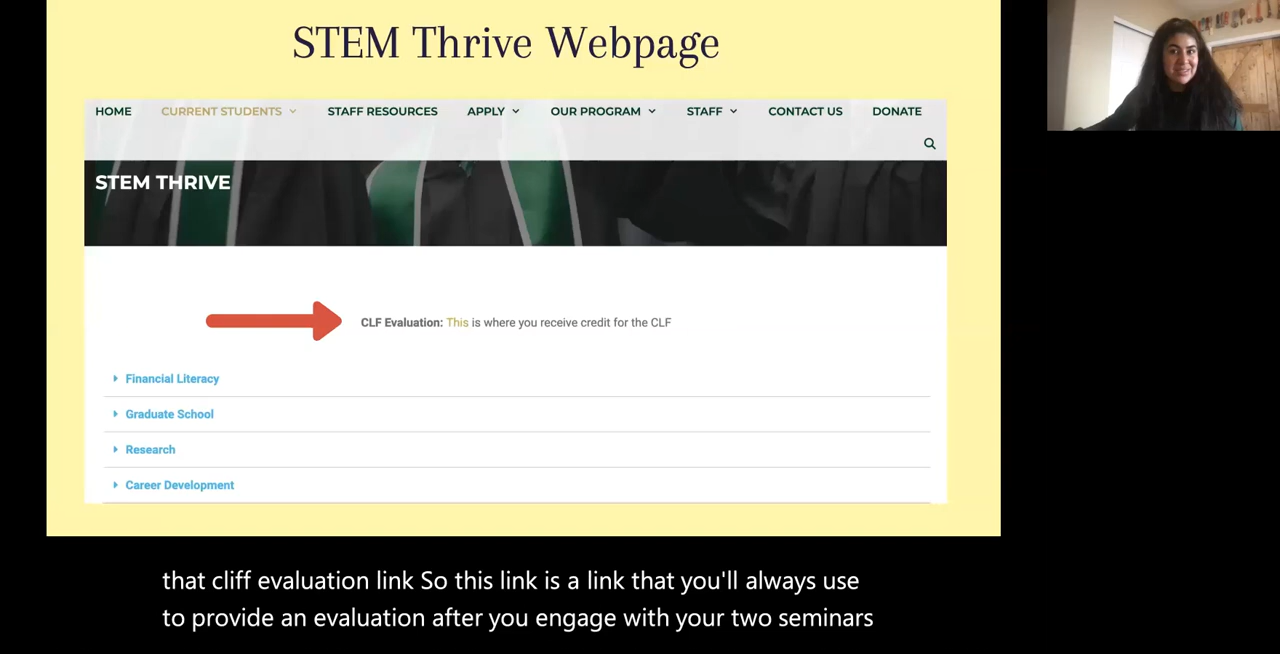 STEM Thrive Webpage
HOME CURRENT STUDENTS STAFF RESOURCES APPLY OUR PROGRAM STAFF CONTACT US DONATE
STEM THRIVE
CLF Evaluation: This is where you receive credit for the CLF
Financial Literacy
Graduate School
Research
Career Development
that cliff evaluation link So this link is a link that you'll always use
to provide an evaluation after you engage with your two seminars